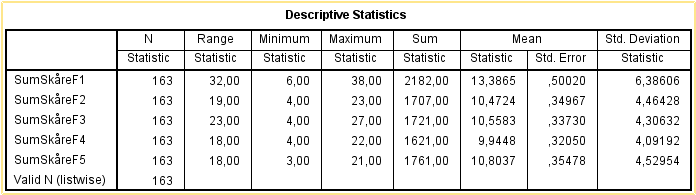 Descriptive Statistics
N Range Minimum Maximum Sum Mean Std. Deviation
Statistic Statistic Statistic Statistic Statistic Statistic Std. Error Statistic
SumSkåreF1 163 32,00 6,00 38,00 2182,00 13,3865 ,50020 6,38606
SumSkåreF2 163 19,00 4,00 23,00 1707,00 10,4724 ,34967 4,46428
SumSkåreF3 163 23,00 4,00 27,00 1721,00 10,5583 ,33730 4,30632
SumSkåreF4 163 18,00 4,00 22,00 1621,00 9,9448 ,32050 4,09192
SumSkåreF5 163 18,00 3,00 21,00 1761,00 10,8037 ,35478 4,52954
Valid N (listwise) 163